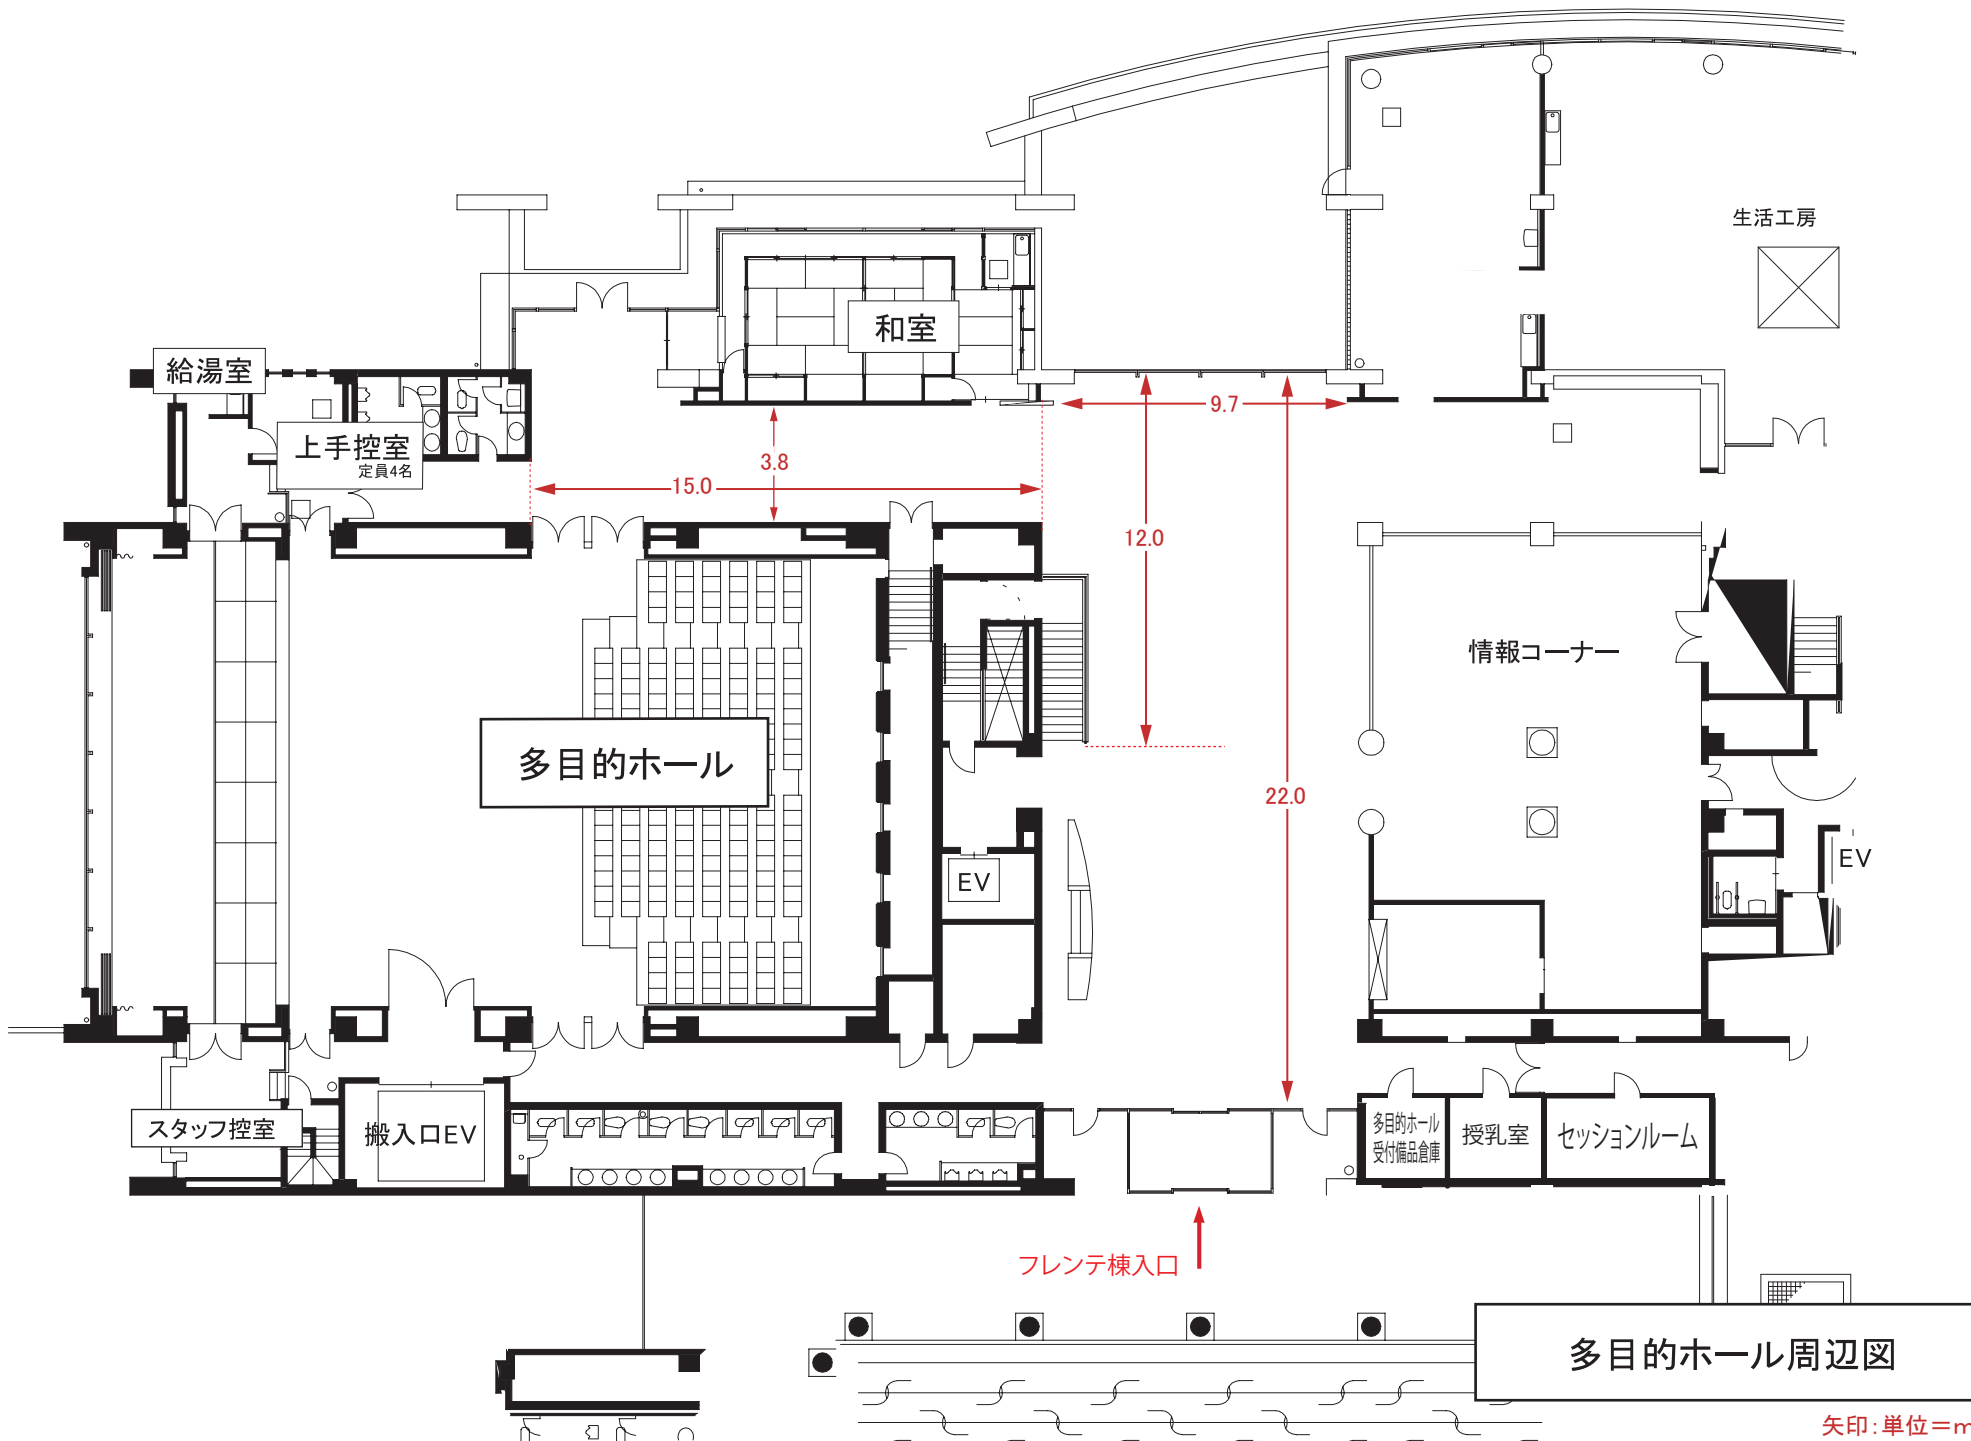 生活工房
和室
給湯室
9.7
上手控室
定員4名
3.8
15.0
12.0
情報コーナー
多目的ホール
22.0
EV
EV
スタッフ控室
搬入口EV
多目的ホール
受付備品倉庫
授乳室
セッションルーム
フレンテ棟入口
多目的ホール周辺図
矢印：単位＝m